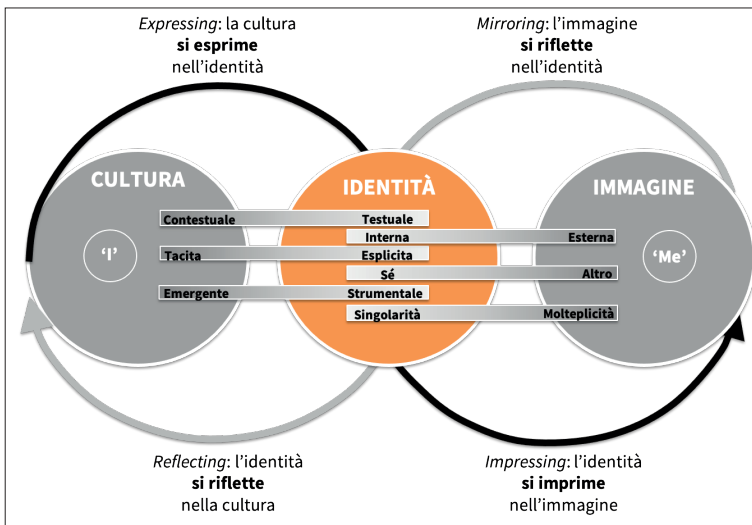 Expressing: la cultura
si esprime
nell’identità
Mirroring: l’immagine
si riflette
nell’identità
CULTURA
IDENTITÀ
IMMAGINE
Contestuale
Testuale
Interna
Esterna
‘I’
Tacita
Esplicita
‘Me’
Sé
Altro
Emergente
Strumentale
Singolarità
Molteplicità
Reflecting: l’identità
si riflette
nella cultura
Impressing: l’identità
si imprime
nell’immagine